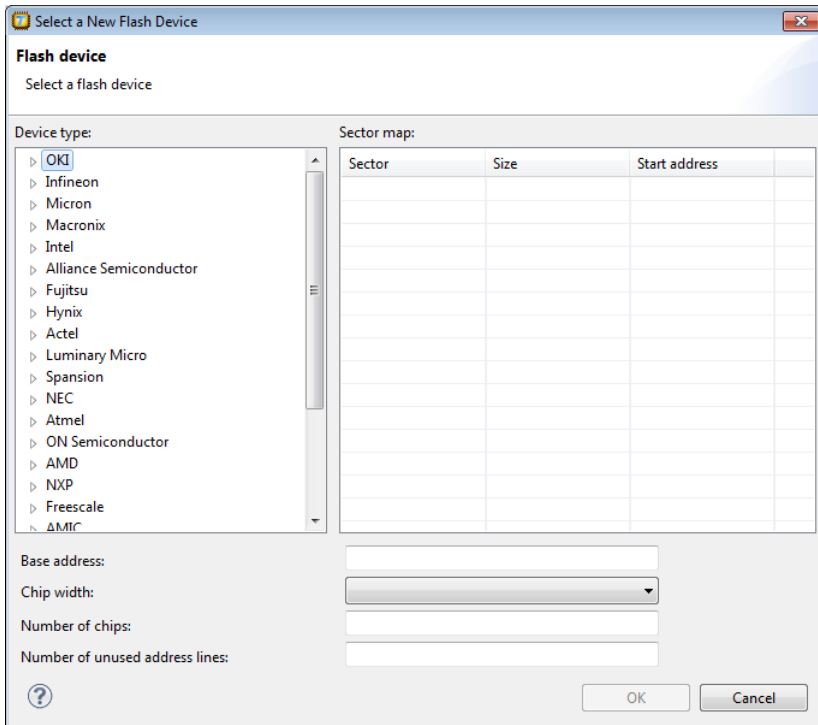 Select a New Flash Device
Flash device
Select a flash device
Device type:
Sector map:
OKI
Infineon
Micron
Macronix
Intel
Alliance Semiconductor
Fujitsu
Hynix
Actel
Luminary Micro
Spansion
NEC
Atmel
ON Semiconductor
AMD
NXP
Freescale
AMIC
Sector Size Start address
Base address:
Chip width:
Number of chips:
Number of unused address lines:
?
OK Cancel